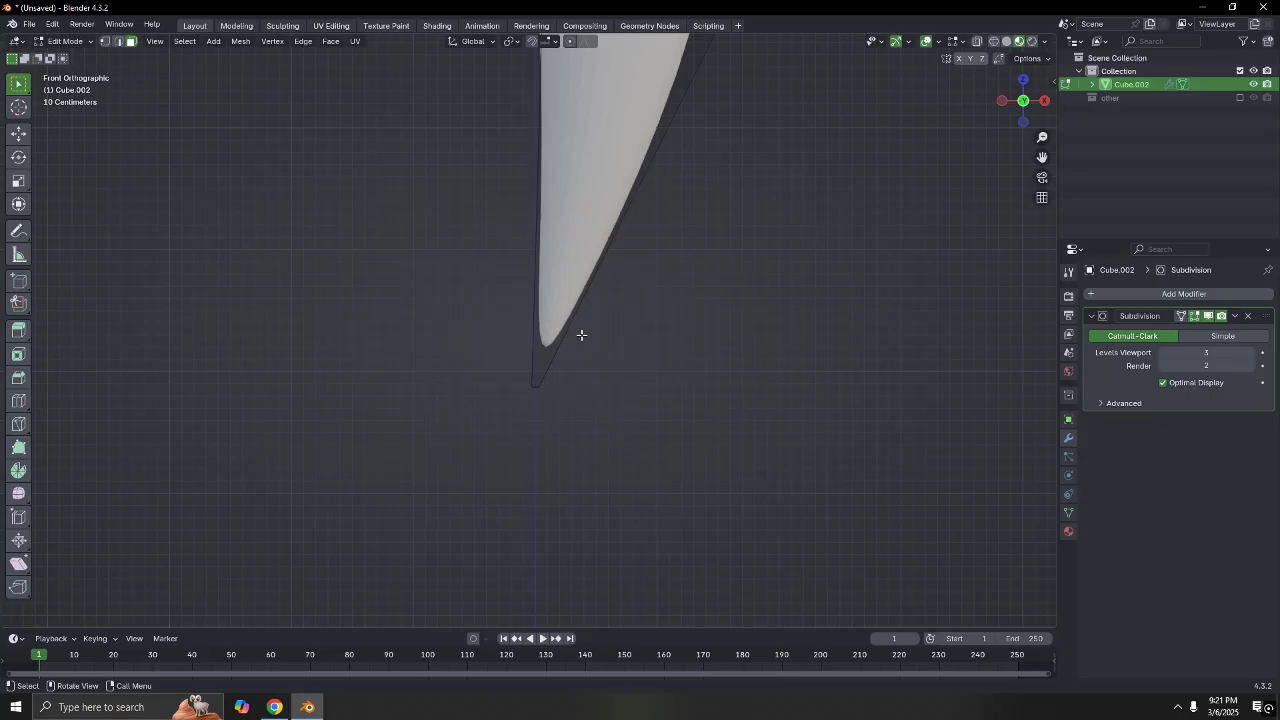 * (Unsaved) - Blender 4.3.2
File Edit Render Window Help Layout Modeling Sculpting UV Editing Texture Paint Shading Animation Rendering Compositing Geometry Nodes Scripting + Scene ViewLayer
Edit Mode View Select Add Mesh Vertex Edge Face UV Global Search
X Y Z Options Scene Collection
Front Orthographic Collection
(1) Cube.002 Cube.002
10 Centimeters other
Z
Y X
Search
Cube.002 Subdivision
+ Add Modifier
Subdivision
Catmull-Clark Simple
Levels Viewport 3
Render 2
Optimal Display
Advanced
Playback Keying View Marker 1 Start 1 End 250
1 10 20 30 40 50 60 70 80 90 100 110 120 130 140 150 160 170 180 190 200 210 220 230 240 250
Select Rotate View Call Menu 4.3.2
Type here to search 9:21 PM
3/6/2025